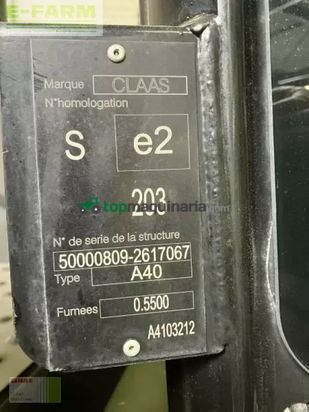 E-FARM
Marque CLAAS
N°homologation
S e2
203
topmaquinaria.com
N° de serie de la structure
50000809-2617067
Type A40
Fumees 0.5500
A4103212